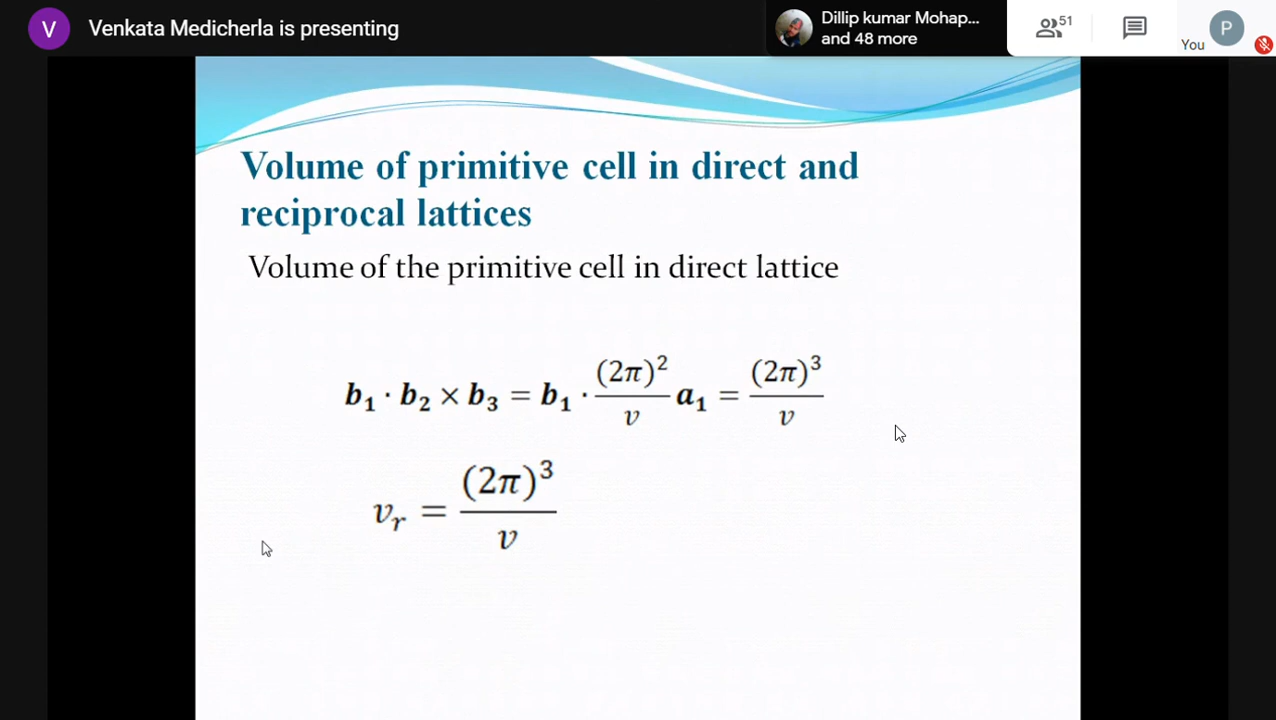 V
Venkata Medicherla is presenting
Dillip kumar Mohap...
and 48 more
51
You
P
Volume of primitive cell in direct and
reciprocal lattices
Volume of the primitive cell in direct lattice
b₁ · b₂ × b₃ = b₁ · (2π)²/v a₁ = (2π)³/v
vᵣ = (2π)³/v